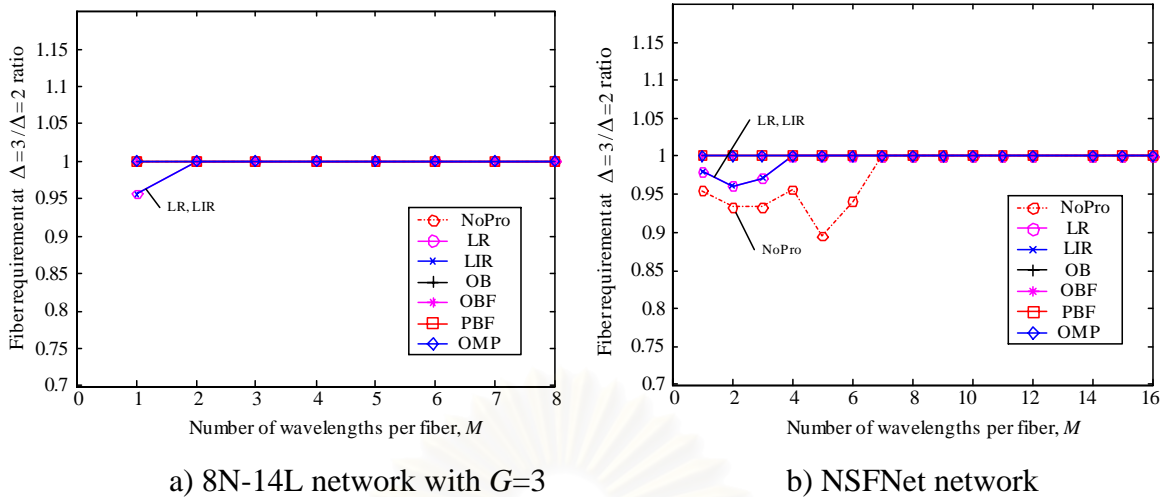 Fiber requirement at Δ=3/Δ=2 ratio
1.15
1.1
1.05
1
0.95
0.9
0.85
0.8
0.75
0.7
LR, LIR
NoPro
LR
LIR
OB
OBF
PBF
OMP
0 1 2 3 4 5 6 7 8
Number of wavelengths per fiber, M
a) 8N-14L network with G=3
Fiber requirement at Δ=3/Δ=2 ratio
1.15
1.1
1.05
1
0.95
0.9
0.85
0.8
0.75
0.7
LR, LIR
NoPro
NoPro
LR
LIR
OB
OBF
PBF
OMP
0 2 4 6 8 10 12 14 16
Number of wavelengths per fiber, M
b) NSFNet network